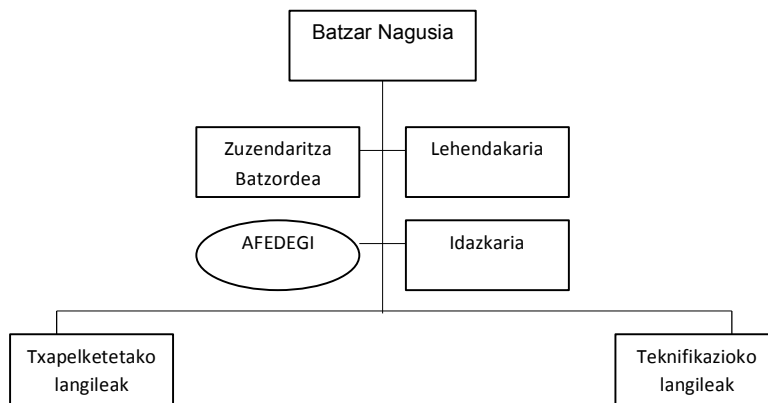 Batzar Nagusia
Zuzendaritza
Batzordea
Lehendakaria
AFEDEGI
Idazkaria
Txapelketetako
langileak
Teknifikazioko
langileak